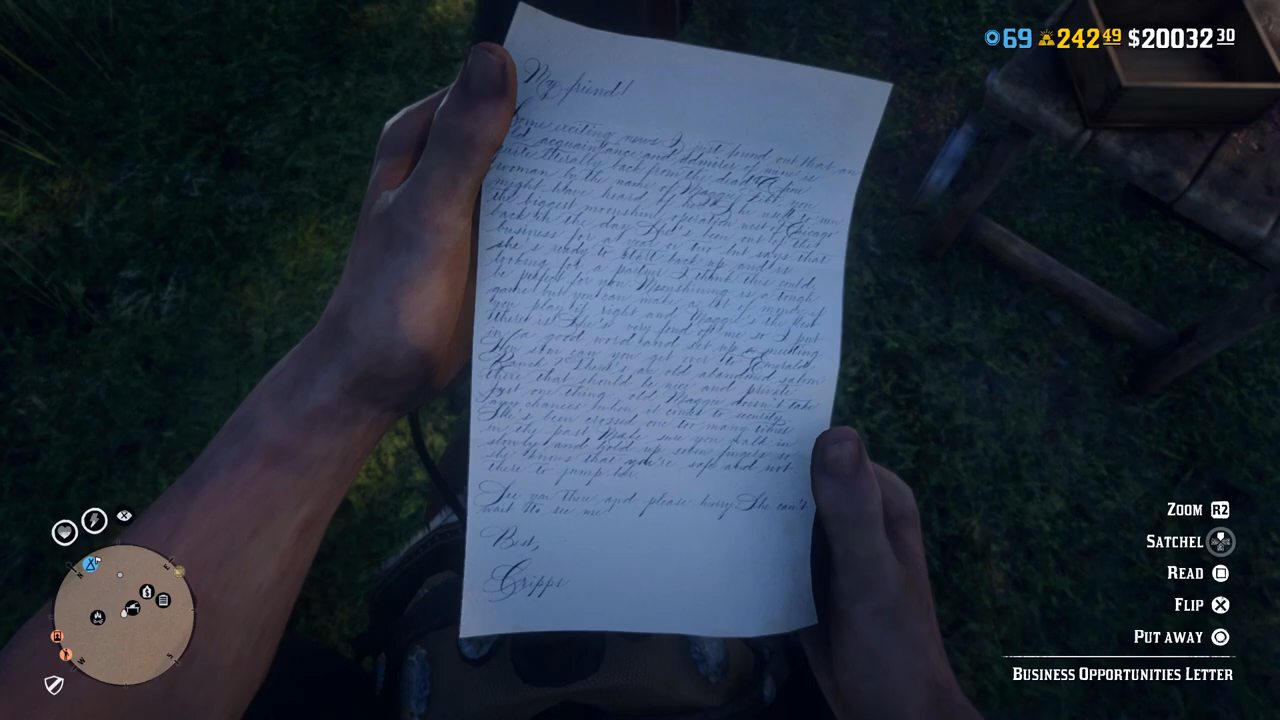 69 242 49 $20032 30
My friend!
Some exciting news I just found out that an
old acquaintance and admirer of mine is
quite literally back from the dead! A fine
woman by the name of Maggie Fike you
might have heard of her. She used to run
the biggest moonshine operation west of Chicago
back in the day. She's been out of the
business for a year or two but says that
she's ready to start back up and is
looking for a partner. I think this could
be perfect for you. Moonshining is a tough
game but you can make a lot of money if
you play it right and Maggie's the best
there is. She's very fond of me so I put
in a good word and set up a meeting.
How soon can you get over to Emerald
Ranch? There's an old abandoned saloon
there that should be nice and private.
Just one thing, old Maggie doesn't take
any chances when it comes to security.
She's been crossed one too many times
in the past. Make sure you walk in
slowly and hold up seven fingers so
she knows that you're safe and not
there to jump her.
See you there and please hurry. She can't
wait to see me!
Best,
Cripps
ZOOM R2
SATCHEL
READ
FLIP
PUT AWAY
BUSINESS OPPORTUNITIES LETTER
N
W
S